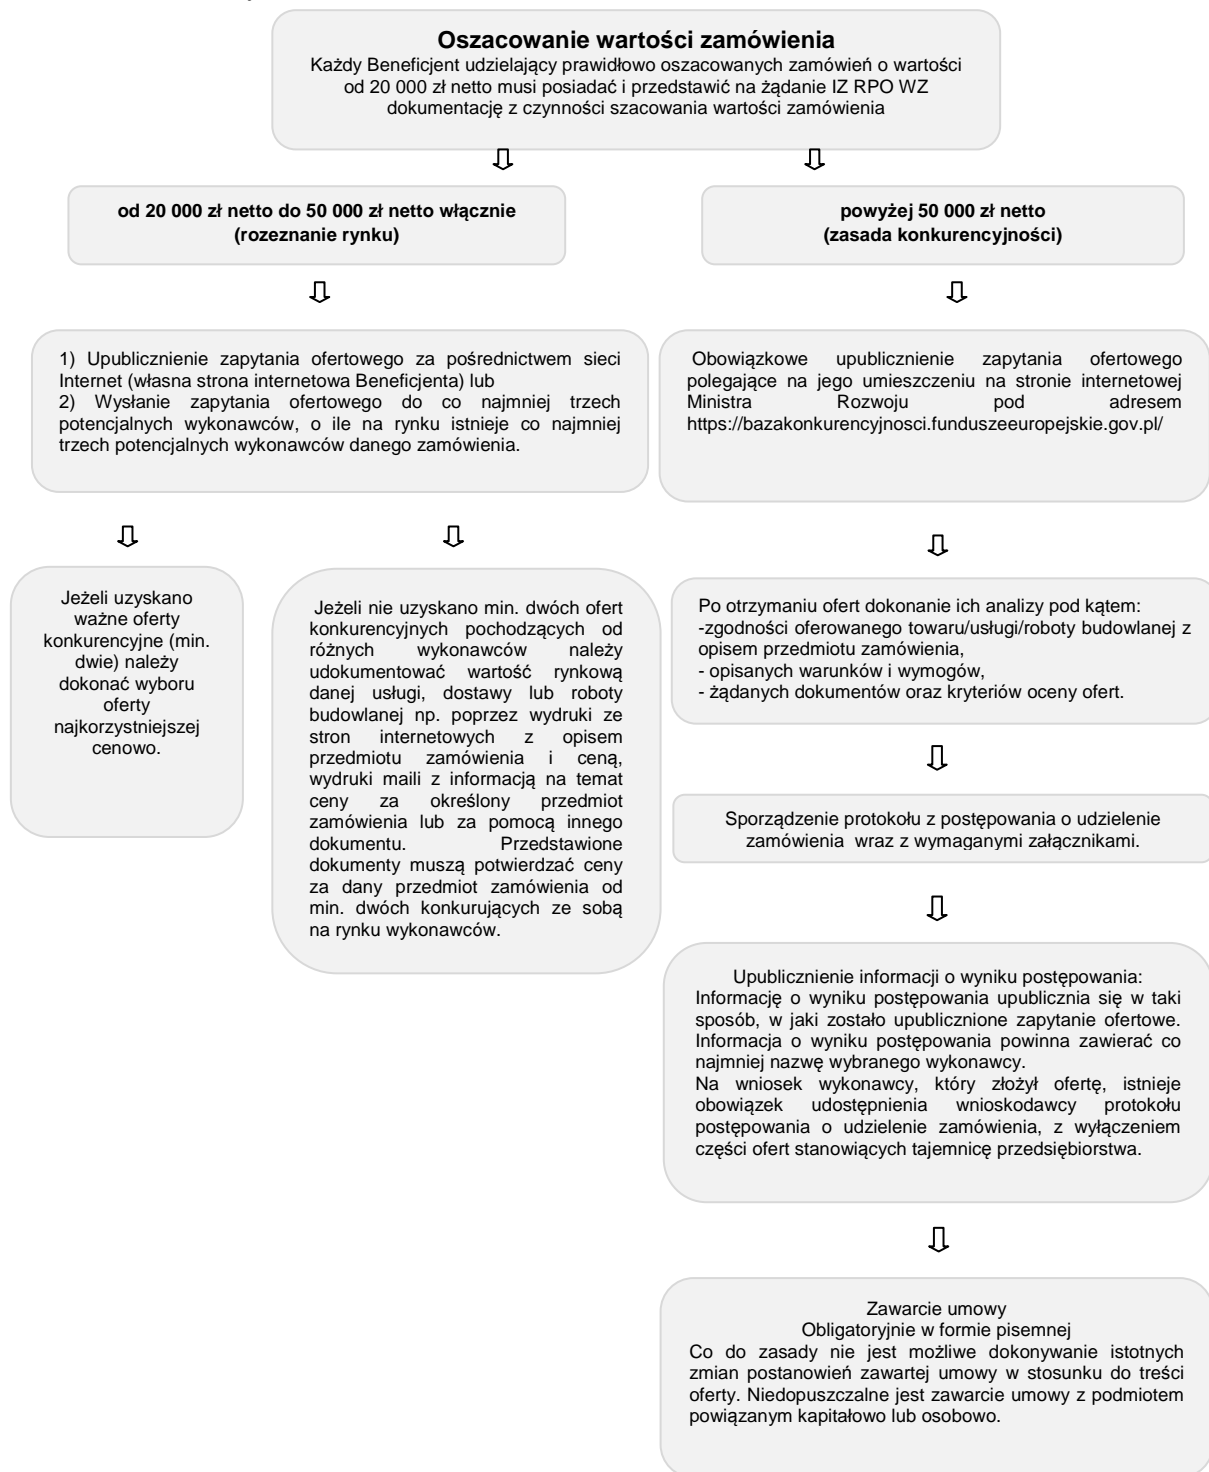 Oszacowanie wartości zamówienia
Każdy Beneficjent udzielający prawidłowo oszacowanych zamówień o wartości
od 20 000 zł netto musi posiadać i przedstawić na żądanie IZ RPO WZ
dokumentację z czynności szacowania wartości zamówienia
od 20 000 zł netto do 50 000 zł netto włącznie
(rozeznanie rynku)
powyżej 50 000 zł netto
(zasada konkurencyjności)
1) Upublicznienie zapytania ofertowego za pośrednictwem sieci
Internet (własna strona internetowa Beneficjenta) lub
2) Wysłanie zapytania ofertowego do co najmniej trzech
potencjalnych wykonawców, o ile na rynku istnieje co najmniej
trzech potencjalnych wykonawców danego zamówienia.
Obowiązkowe upublicznienie zapytania ofertowego
polegające na jego umieszczeniu na stronie internetowej
Ministra Rozwoju pod adresem
https://bazakonkurencyjnosci.funduszeeuropejskie.gov.pl/
Jeżeli uzyskano
ważne oferty
konkurencyjne (min.
dwie) należy
dokonać wyboru
oferty
najkorzystniejszej
cenowo.
Jeżeli nie uzyskano min. dwóch ofert
konkurencyjnych pochodzących od
różnych wykonawców należy
udokumentować wartość rynkową
danej usługi, dostawy lub roboty
budowlanej np. poprzez wydruki ze
stron internetowych z opisem
przedmiotu zamówienia i ceną,
wydruki maili z informacją na temat
ceny za określony przedmiot
zamówienia lub za pomocą innego
dokumentu. Przedstawione
dokumenty muszą potwierdzać ceny
za dany przedmiot zamówienia od
min. dwóch konkurujących ze sobą
na rynku wykonawców.
Po otrzymaniu ofert dokonanie ich analizy pod kątem:
-zgodności oferowanego towaru/usługi/roboty budowlanej z
opisem przedmiotu zamówienia,
- opisanych warunków i wymogów,
- żądanych dokumentów oraz kryteriów oceny ofert.
Sporządzenie protokołu z postępowania o udzielenie
zamówienia wraz z wymaganymi załącznikami.
Upublicznienie informacji o wyniku postępowania:
Informację o wyniku postępowania upublicznia się w taki
sposób, w jaki zostało upublicznione zapytanie ofertowe.
Informacja o wyniku postępowania powinna zawierać co
najmniej nazwę wybranego wykonawcy.
Na wniosek wykonawcy, który złożył ofertę, istnieje
obowiązek udostępnienia wnioskodawcy protokołu
postępowania o udzielenie zamówienia, z wyłączeniem
części ofert stanowiących tajemnicę przedsiębiorstwa.
Zawarcie umowy
Obligatoryjnie w formie pisemnej
Co do zasady nie jest możliwe dokonywanie istotnych
zmian postanowień zawartej umowy w stosunku do treści
oferty. Niedopuszczalne jest zawarcie umowy z podmiotem
powiązanym kapitałowo lub osobowo.